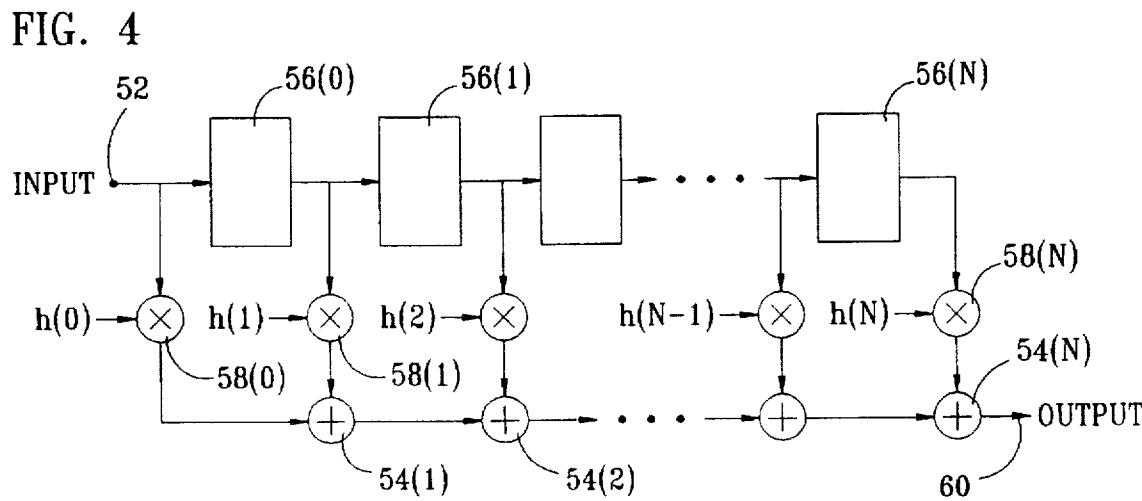 FIG. 4
52
56(0)
56(1)
56(N)
INPUT
58(N)
h(0)
h(1)
h(2)
h(N-1)
h(N)
58(0)
58(1)
54(N)
OUTPUT
54(1)
54(2)
60